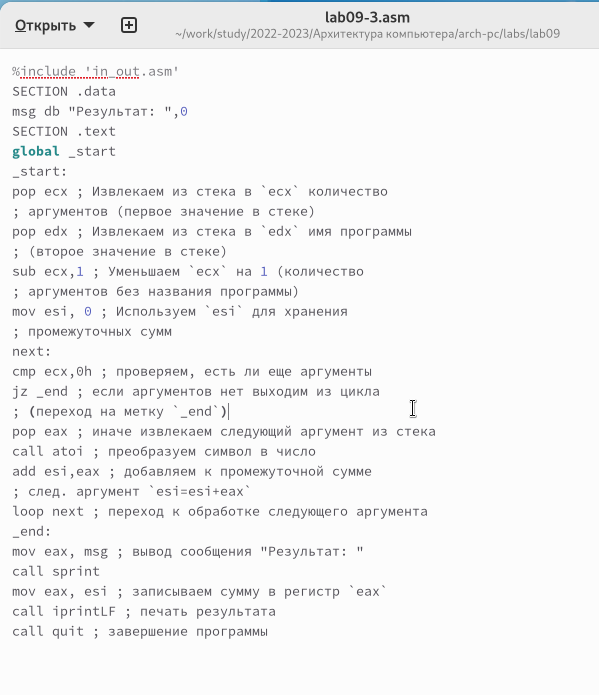 Открыть
lab09-3.asm
~/work/study/2022-2023/Архитектура компьютера/arch-pc/labs/lab09
%include 'in_out.asm'
SECTION .data
msg db "Результат: ",0
SECTION .text
global _start
_start:
pop ecx ; Извлекаем из стека в `ecx` количество
; аргументов (первое значение в стеке)
pop edx ; Извлекаем из стека в `edx` имя программы
; (второе значение в стеке)
sub ecx,1 ; Уменьшаем `ecx` на 1 (количество
; аргументов без названия программы)
mov esi, 0 ; Используем `esi` для хранения
; промежуточных сумм
next:
cmp ecx,0h ; проверяем, есть ли еще аргументы
jz _end ; если аргументов нет выходим из цикла
; (переход на метку `_end`)
pop eax ; иначе извлекаем следующий аргумент из стека
call atoi ; преобразуем символ в число
add esi,eax ; добавляем к промежуточной сумме
; след. аргумент `esi=esi+eax`
loop next ; переход к обработке следующего аргумента
_end:
mov eax, msg ; вывод сообщения "Результат: "
call sprint
mov eax, esi ; записываем сумму в регистр `eax`
call iprintLF ; печать результата
call quit ; завершение программы